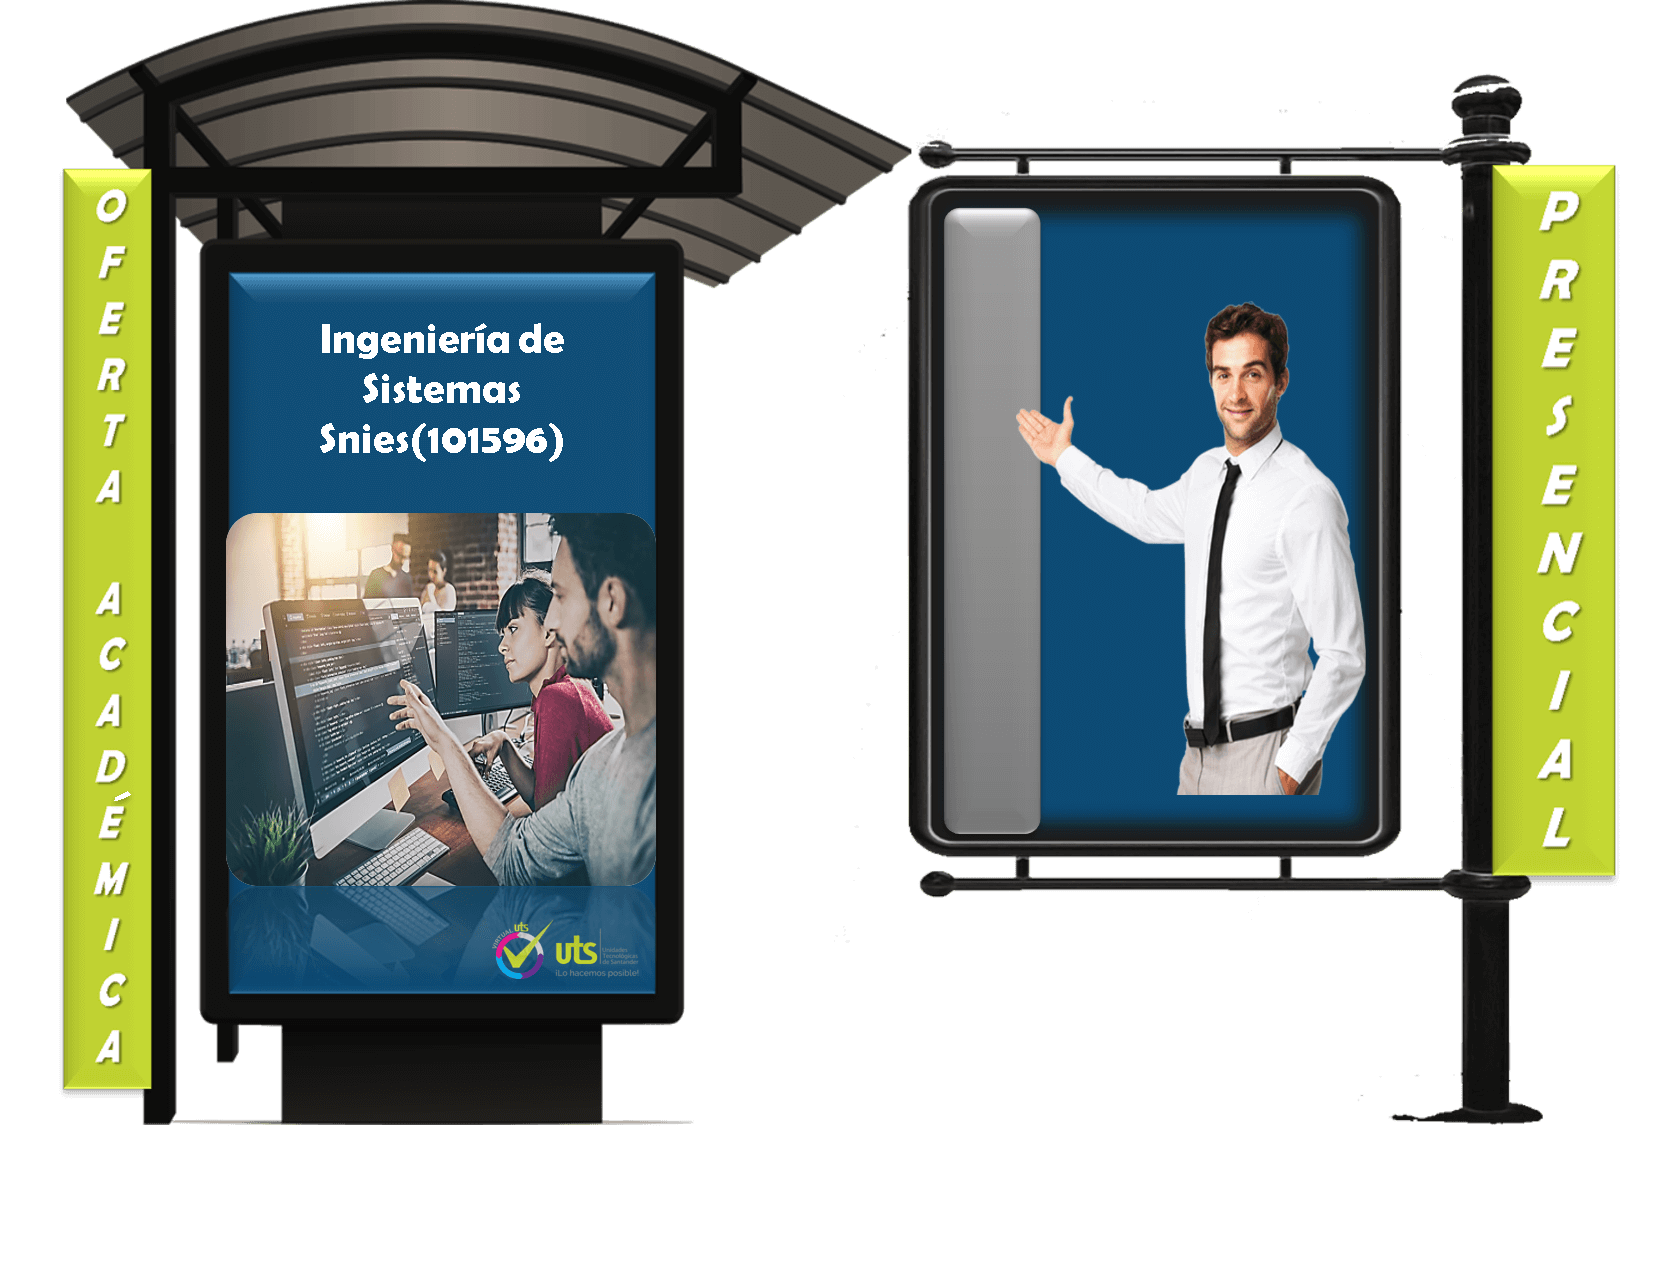 OFERTA ACADÉMICA
Ingeniería de
Sistemas
Snies(101596)
VIRTUAL uts
uts
Unidades
Tecnológicas
de Santander
¡Lo hacemos posible!
PRESENCIAL